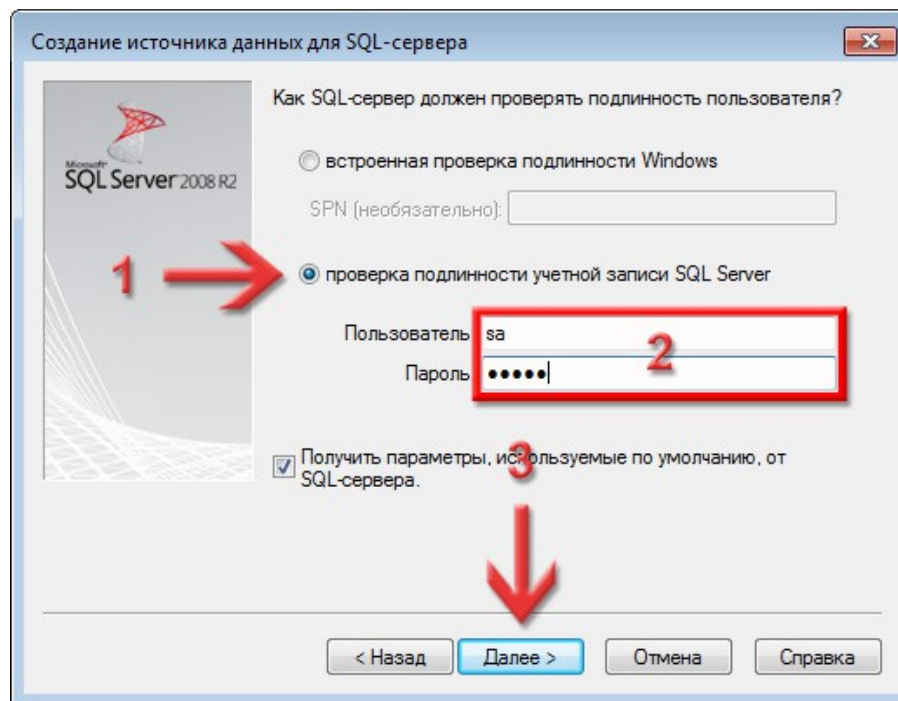 Создание источника данных для SQL-сервера
Microsoft
SQL Server 2008 R2
Как SQL-сервер должен проверять подлинность пользователя?
встроенная проверка подлинности Windows
SPN (необязательно):
1
проверка подлинности учетной записи SQL Server
Пользователь sa
2
Пароль •••••
3
Получить параметры, используемые по умолчанию, от
SQL-сервера.
< Назад Далее > Отмена Справка